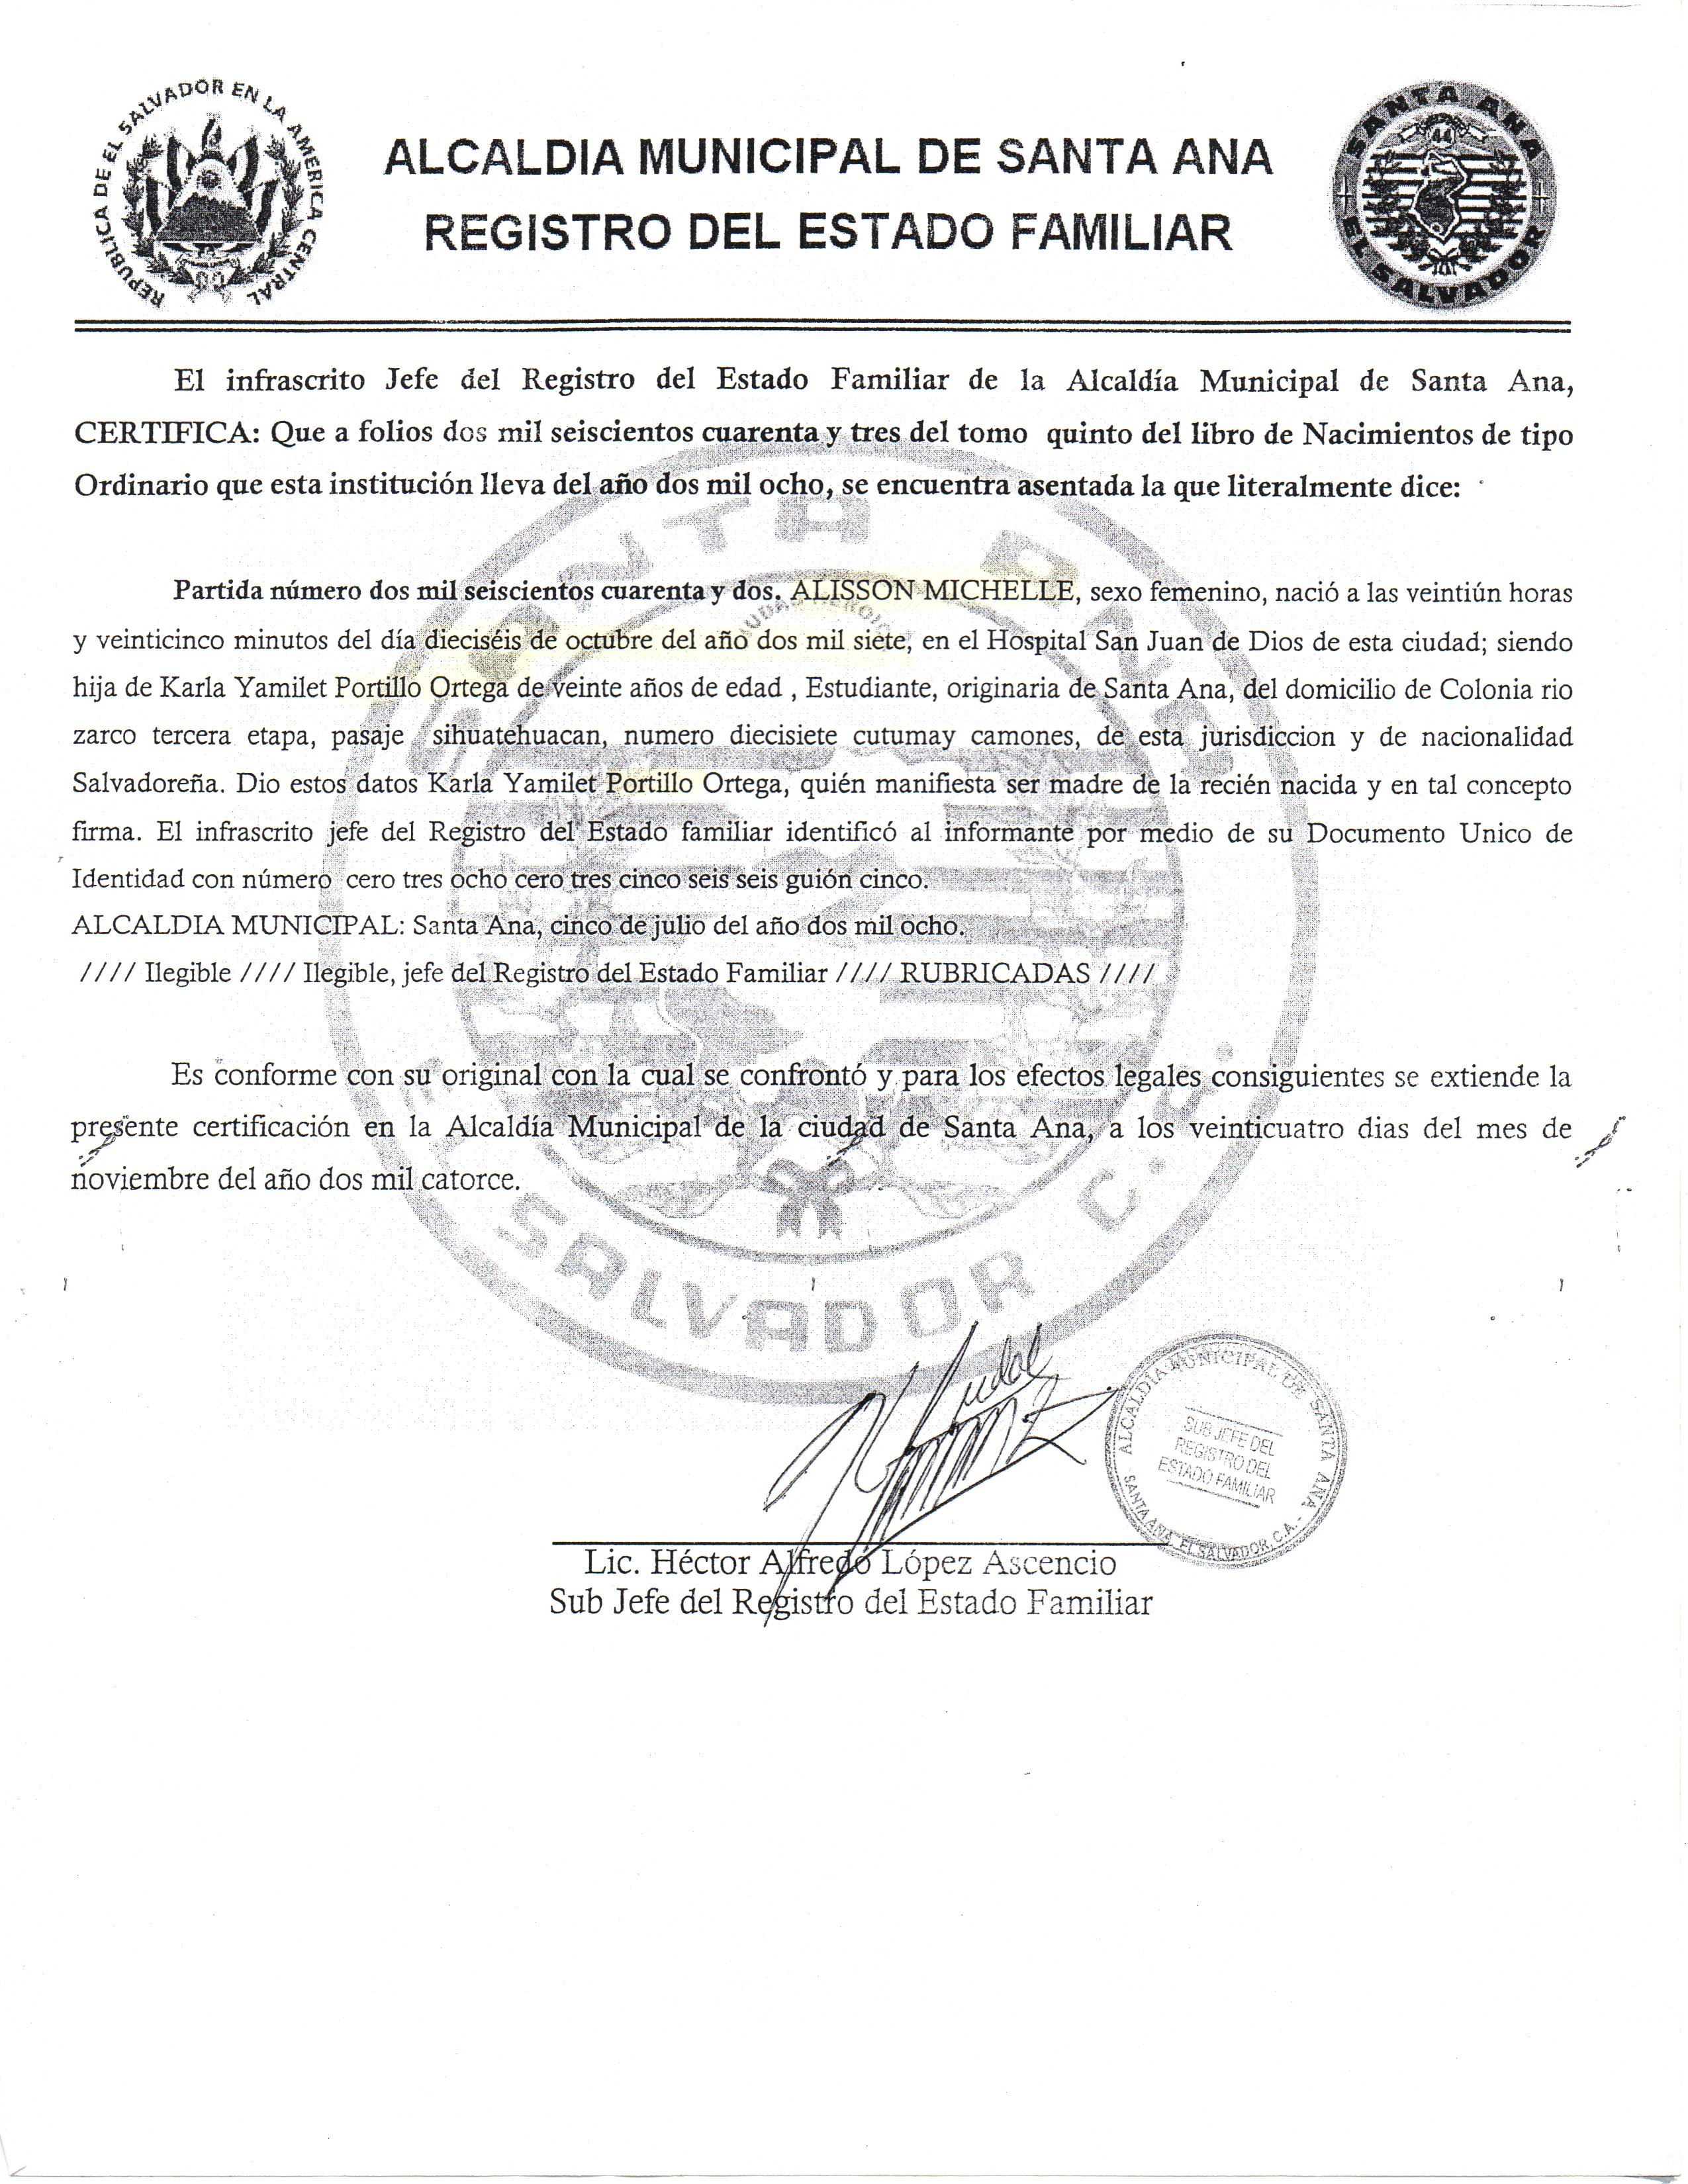 REPUBLICA DE EL SALVADOR EN LA AMERICA CENTRAL
SANTA ANA
EL SALVADOR
ALCALDIA MUNICIPAL DE SANTA ANA
REGISTRO DEL ESTADO FAMILIAR
El infrascrito Jefe del Registro del Estado Familiar de la Alcaldía Municipal de Santa Ana,
CERTIFICA: Que a folios dos mil seiscientos cuarenta y tres del tomo quinto del libro de Nacimientos de tipo
Ordinario que esta institución lleva del año dos mil ocho, se encuentra asentada la que literalmente dice:
Partida número dos mil seiscientos cuarenta y dos. ALISSON MICHELLE, sexo femenino, nació a las veintiún horas
y veinticinco minutos del día dieciséis de octubre del año dos mil siete, en el Hospital San Juan de Dios de esta ciudad; siendo
hija de Karla Yamilet Portillo Ortega de veinte años de edad , Estudiante, originaria de Santa Ana, del domicilio de Colonia rio
zarco tercera etapa, pasaje sihuatehuacan, numero diecisiete cutumay camones, de esta jurisdiccion y de nacionalidad
Salvadoreña. Dio estos datos Karla Yamilet Portillo Ortega, quién manifiesta ser madre de la recién nacida y en tal concepto
firma. El infrascrito jefe del Registro del Estado familiar identificó al informante por medio de su Documento Unico de
Identidad con número cero tres ocho cero tres cinco seis seis guión cinco.
ALCALDIA MUNICIPAL: Santa Ana, cinco de julio del año dos mil ocho.
//// Ilegible //// Ilegible, jefe del Registro del Estado Familiar //// RUBRICADAS ////
Es conforme con su original con la cual se confrontó y para los efectos legales consiguientes se extiende la
presente certificación en la Alcaldía Municipal de la ciudad de Santa Ana, a los veinticuatro dias del mes de
noviembre del año dos mil catorce.
SANTA ANA
SALVADOR C.
ALCALDIA MUNICIPAL DE SANTA ANA
SUB JEFE DEL
REGISTRO DEL
ESTADO FAMILIAR
SANTA ANA, EL SALVADOR, C.A.
Lic. Héctor Alfredo López Ascencio
Sub Jefe del Registro del Estado Familiar